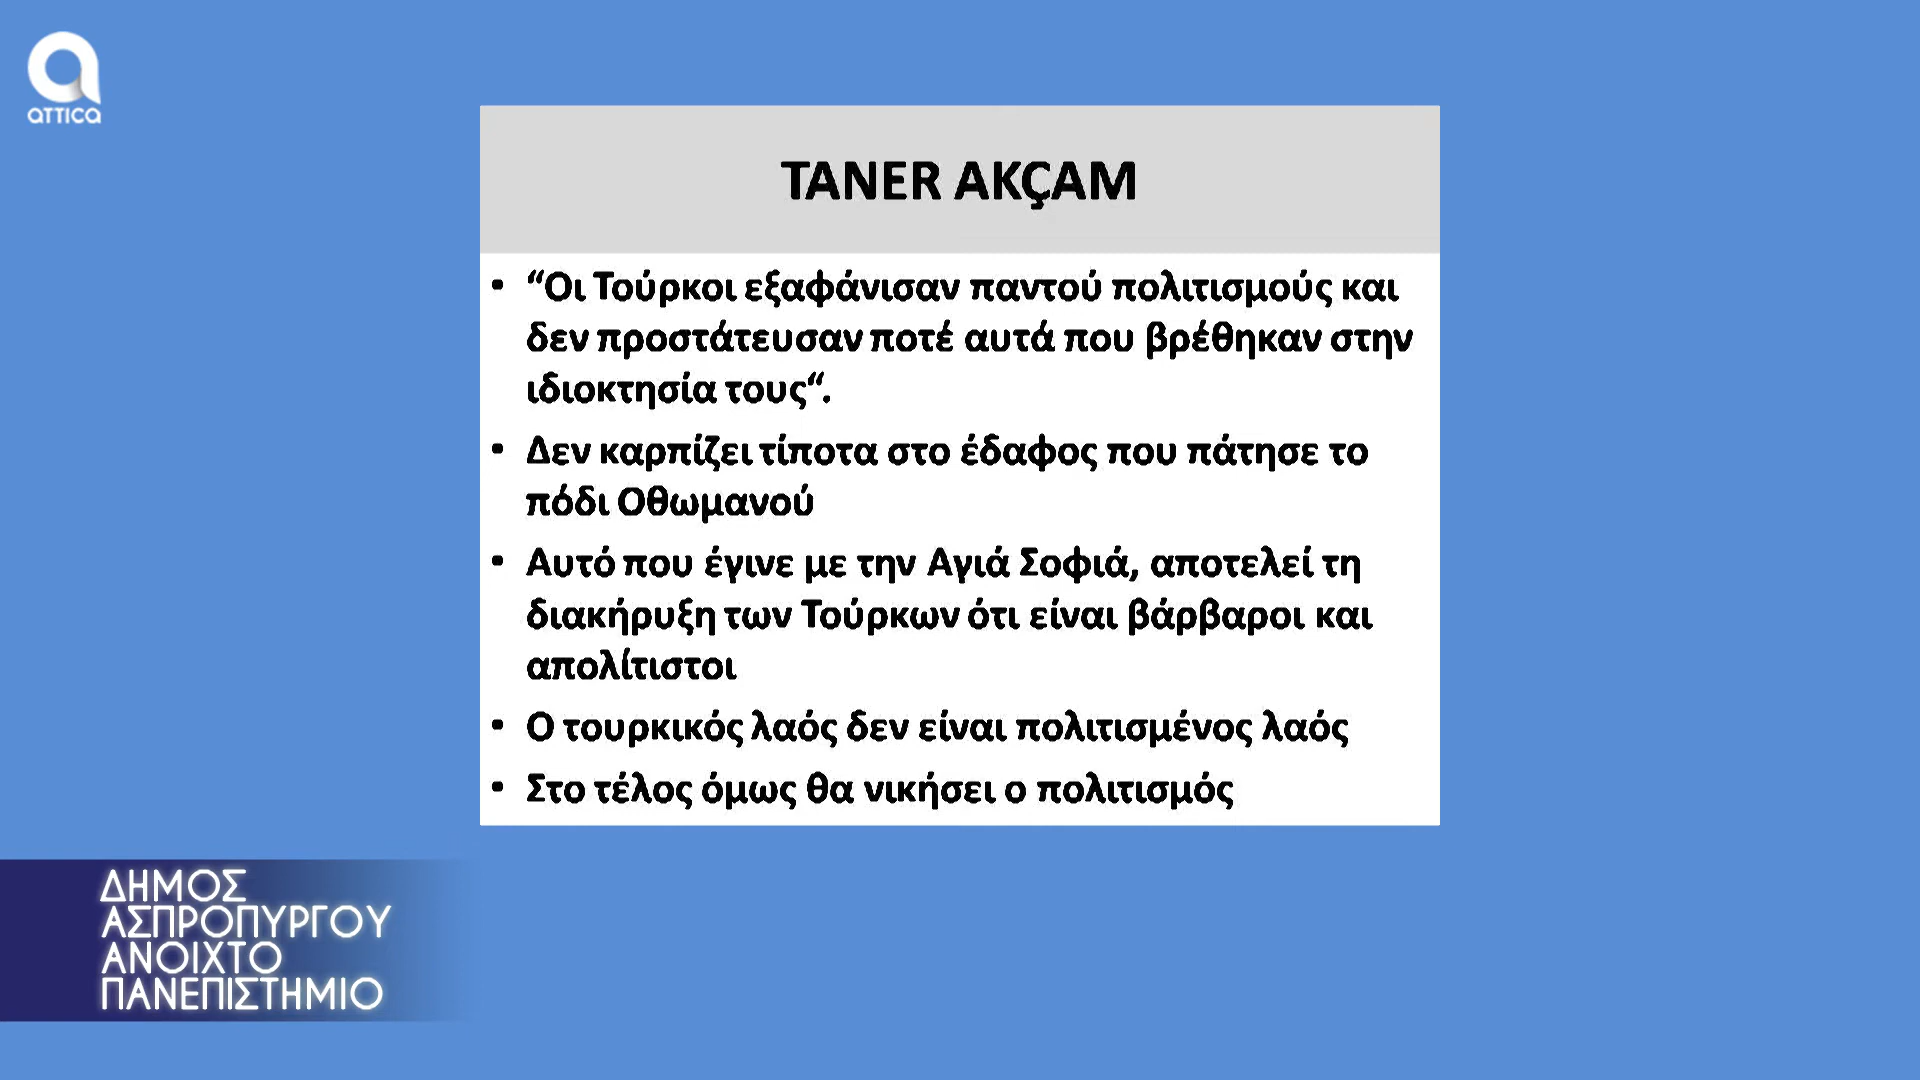 αττιcα
TANER AKÇAM
• “Οι Τούρκοι εξαφάνισαν παντού πολιτισμούς και
δεν προστάτευσαν ποτέ αυτά που βρέθηκαν στην
ιδιοκτησία τους“.
• Δεν καρπίζει τίποτα στο έδαφος που πάτησε το
πόδι Οθωμανού
• Αυτό που έγινε με την Αγιά Σοφιά, αποτελεί τη
διακήρυξη των Τούρκων ότι είναι βάρβαροι και
απολίτιστοι
• Ο τουρκικός λαός δεν είναι πολιτισμένος λαός
• Στο τέλος όμως θα νικήσει ο πολιτισμός
ΔΗΜΟΣ
ΑΣΠΡΟΠΥΡΓΟΥ
ΑΝΟΙΧΤΟ
ΠΑΝΕΠΙΣΤΗΜΙΟ